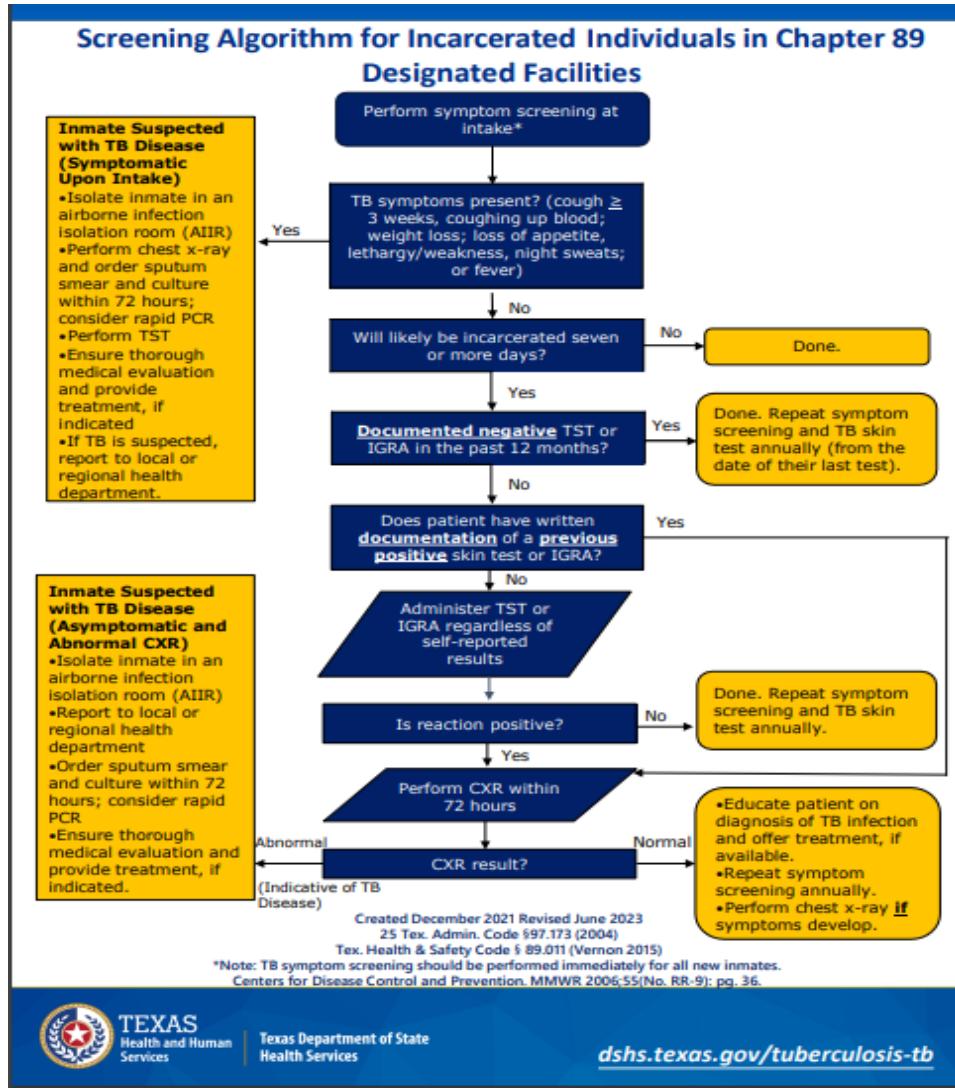 Screening Algorithm for Incarcerated Individuals in Chapter 89
Designated Facilities
Perform symptom screening at
intake*
Inmate Suspected
with TB Disease
(Symptomatic
Upon Intake)
•Isolate inmate in an
airborne infection
isolation room (AIIR)
•Perform chest x-ray
and order sputum
smear and culture
within 72 hours;
consider rapid PCR
•Perform TST
•Ensure thorough
medical evaluation
and provide
treatment, if
indicated
•If TB is suspected,
report to local or
regional health
department.
Yes
TB symptoms present? (cough ≥
3 weeks, coughing up blood;
weight loss; loss of appetite,
lethargy/weakness, night sweats;
or fever)
No
Will likely be incarcerated seven
or more days?
No
Done.
Yes
Documented negative TST or
IGRA in the past 12 months?
Yes
Done. Repeat symptom
screening and TB skin
test annually (from the
date of their last test).
No
Does patient have written
documentation of a previous
positive skin test or IGRA?
Yes
No
Administer TST or
IGRA regardless of
self-reported
results
Is reaction positive?
No
Done. Repeat symptom
screening and TB skin
test annually.
Yes
Perform CXR within
72 hours
CXR result?
Abnormal
(Indicative of TB
Disease)
Normal
Inmate Suspected
with TB Disease
(Asymptomatic and
Abnormal CXR)
•Isolate inmate in an
airborne infection
isolation room (AIIR)
•Report to local or
regional health
department
•Order sputum smear
and culture within 72
hours; consider rapid
PCR
•Ensure thorough
medical evaluation and
provide treatment, if
indicated.
•Educate patient on
diagnosis of TB infection
and offer treatment, if
available.
•Repeat symptom
screening annually.
•Perform chest x-ray if
symptoms develop.
Created December 2021 Revised June 2023
25 Tex. Admin. Code §97.173 (2004)
Tex. Health & Safety Code § 89.011 (Vernon 2015)
*Note: TB symptom screening should be performed immediately for all new inmates.
Centers for Disease Control and Prevention. MMWR 2006;55(No. RR-9): pg. 36.
TEXAS
Health and Human
Services
Texas Department of State
Health Services
dshs.texas.gov/tuberculosis-tb